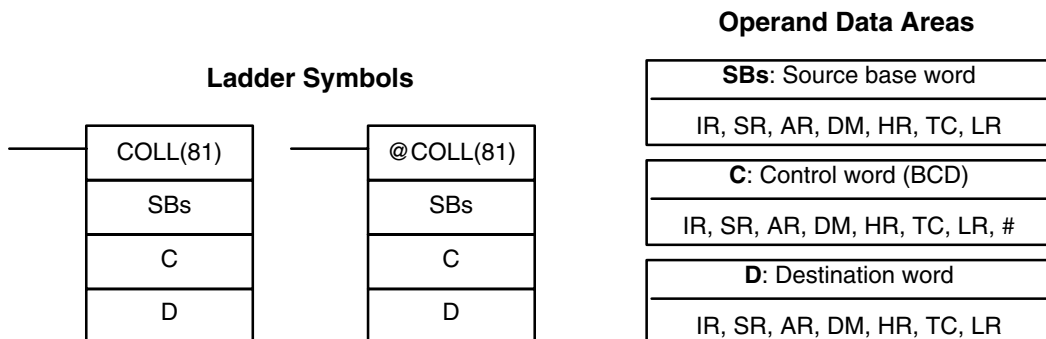 Ladder Symbols
COLL(81)
SBs
C
D
@COLL(81)
SBs
C
D
Operand Data Areas
SBs: Source base word
IR, SR, AR, DM, HR, TC, LR
C: Control word (BCD)
IR, SR, AR, DM, HR, TC, LR, #
D: Destination word
IR, SR, AR, DM, HR, TC, LR